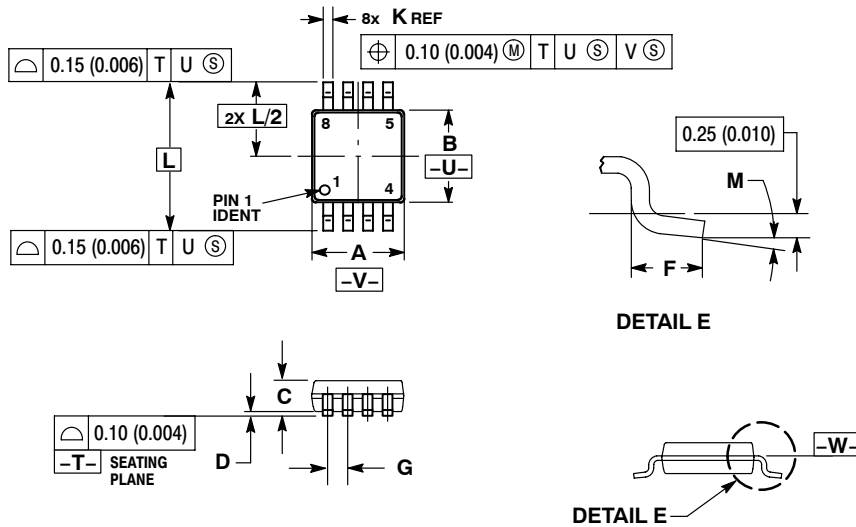 8x K REF
⌖ 0.10 (0.004) Ⓜ T U Ⓢ V Ⓢ
⌓ 0.15 (0.006) T U Ⓢ
2X L/2
8 5
B
-U-
L
PIN 1
IDENT
1
4
⌓ 0.15 (0.006) T U Ⓢ
A
-V-
0.25 (0.010)
M
F
DETAIL E
C
⌓ 0.10 (0.004)
-T- SEATING
PLANE
D
G
-W-
DETAIL E